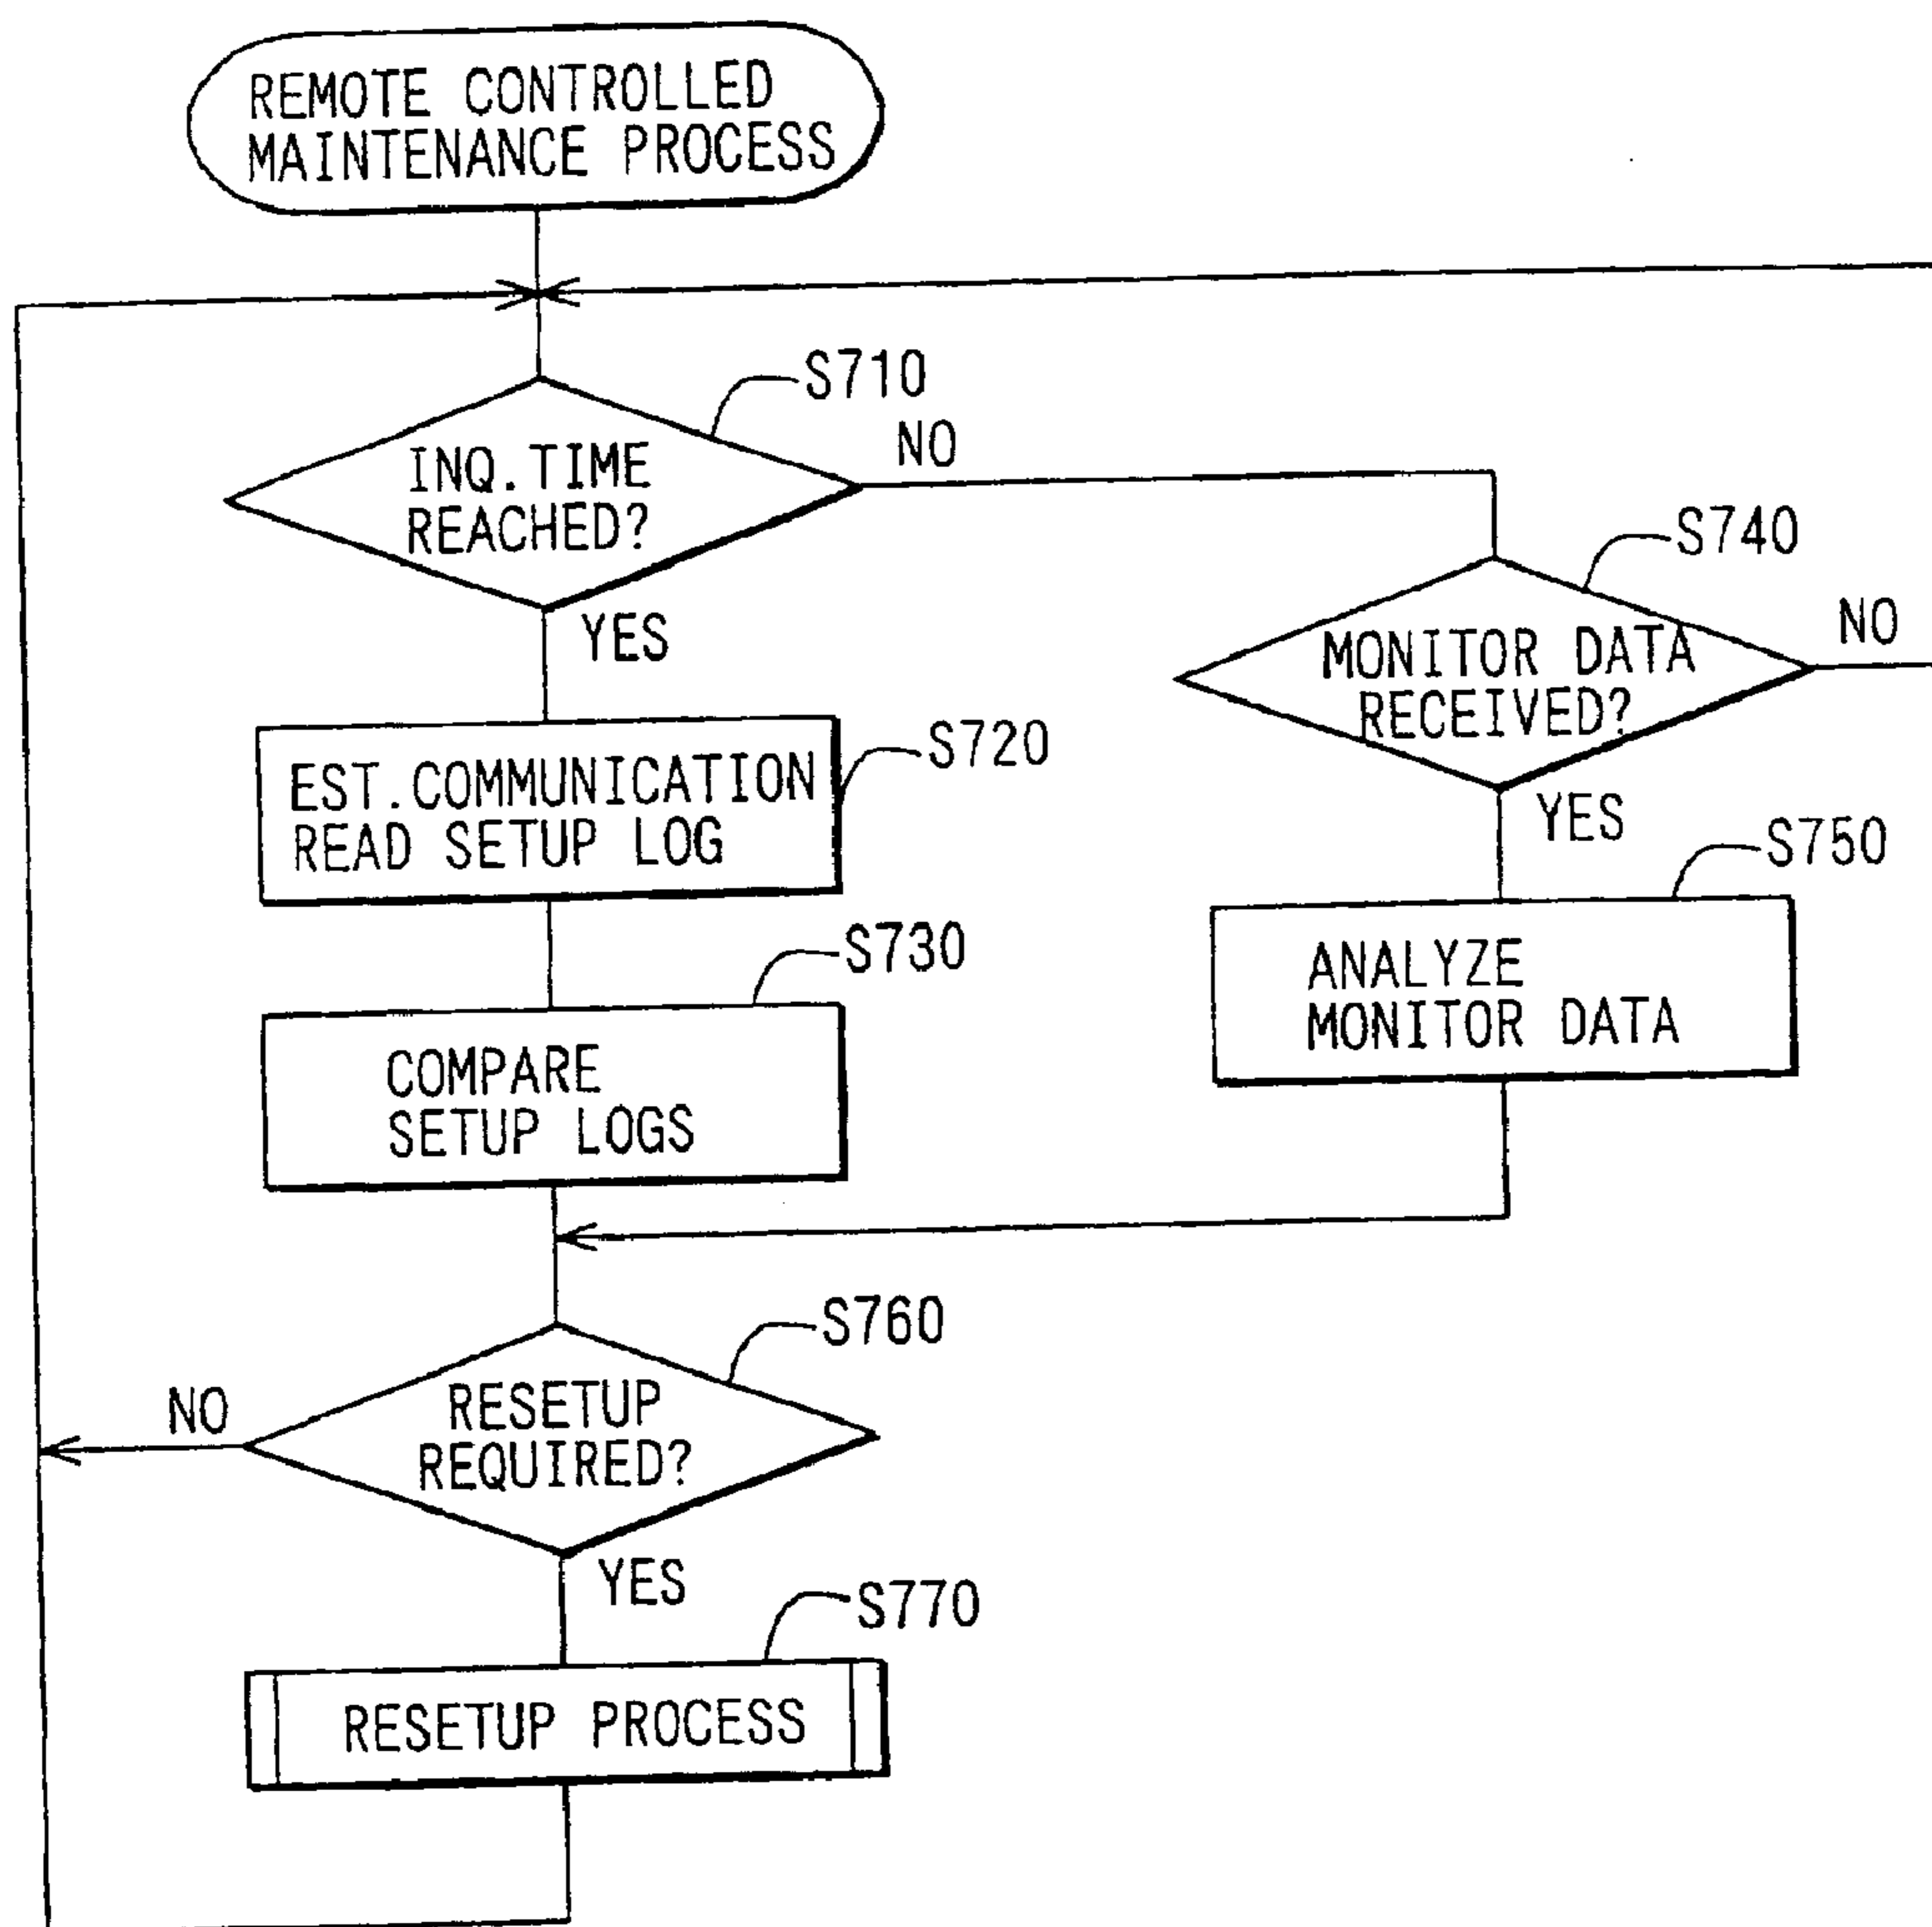 REMOTE CONTROLLED
MAINTENANCE PROCESS
S710
INQ.TIME
REACHED?
NO
YES
S740
MONITOR DATA
RECEIVED?
NO
YES
S720
EST.COMMUNICATION
READ SETUP LOG
S750
ANALYZE
MONITOR DATA
S730
COMPARE
SETUP LOGS
S760
RESETUP
REQUIRED?
NO
YES
S770
RESETUP PROCESS